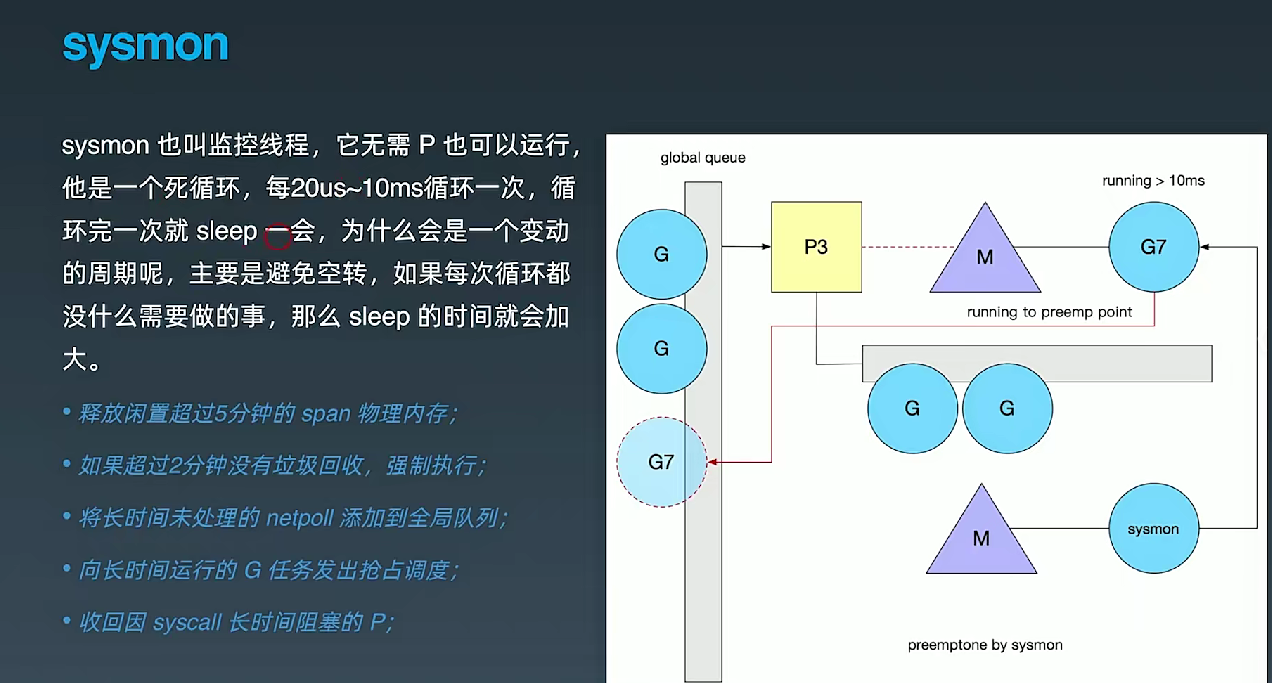 sysmon
sysmon 也叫监控线程，它无需 P 也可以运行，
他是一个死循环，每20us~10ms循环一次，循
环完一次就 sleep 一会，为什么会是一个变动
的周期呢，主要是避免空转，如果每次循环都
没什么需要做的事，那么 sleep 的时间就会加
大。
• 释放闲置超过5分钟的 span 物理内存；
• 如果超过2分钟没有垃圾回收，强制执行；
• 将长时间未处理的 netpoll 添加到全局队列；
• 向长时间运行的 G 任务发出抢占调度；
• 收回因 syscall 长时间阻塞的 P；
global queue
running > 10ms
G
P3
M
G7
running to preemp point
G
G
G
G7
M
sysmon
preemptone by sysmon